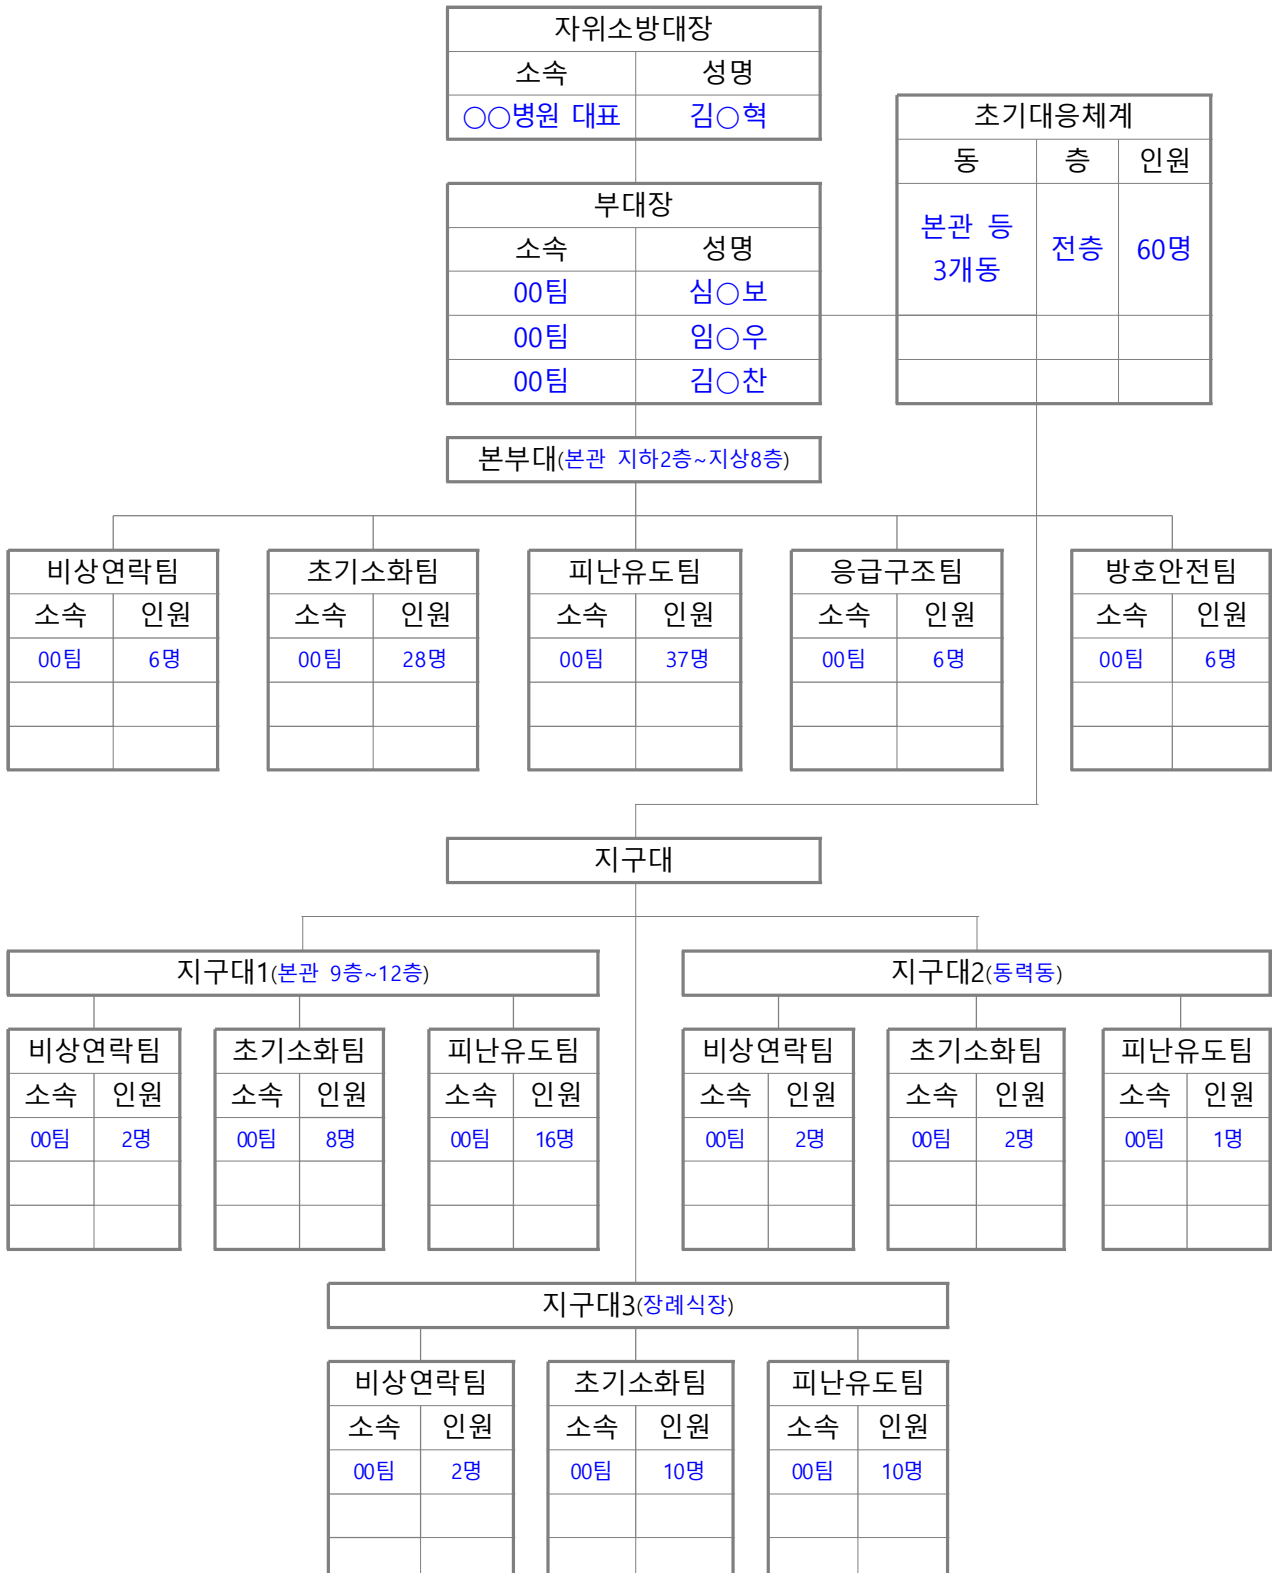 자위소방대장
소속 성명
○○병원 대표 김○혁
초기대응체계
동 층 인원
본관 등 3개동 전층 60명
부대장
소속 성명
00팀 심○보
00팀 임○우
00팀 김○찬
본부대(본관 지하2층~지상8층)
비상연락팀 초기소화팀 피난유도팀 응급구조팀 방호안전팀
소속 인원 소속 인원 소속 인원 소속 인원 소속 인원
00팀 6명 00팀 28명 00팀 37명 00팀 6명 00팀 6명
지구대
지구대1(본관 9층~12층) 지구대2(동력동)
비상연락팀 초기소화팀 피난유도팀 비상연락팀 초기소화팀 피난유도팀
소속 인원 소속 인원 소속 인원 소속 인원 소속 인원 소속 인원
00팀 2명 00팀 8명 00팀 16명 00팀 2명 00팀 2명 00팀 1명
지구대3(장례식장)
비상연락팀 초기소화팀 피난유도팀
소속 인원 소속 인원 소속 인원
00팀 2명 00팀 10명 00팀 10명